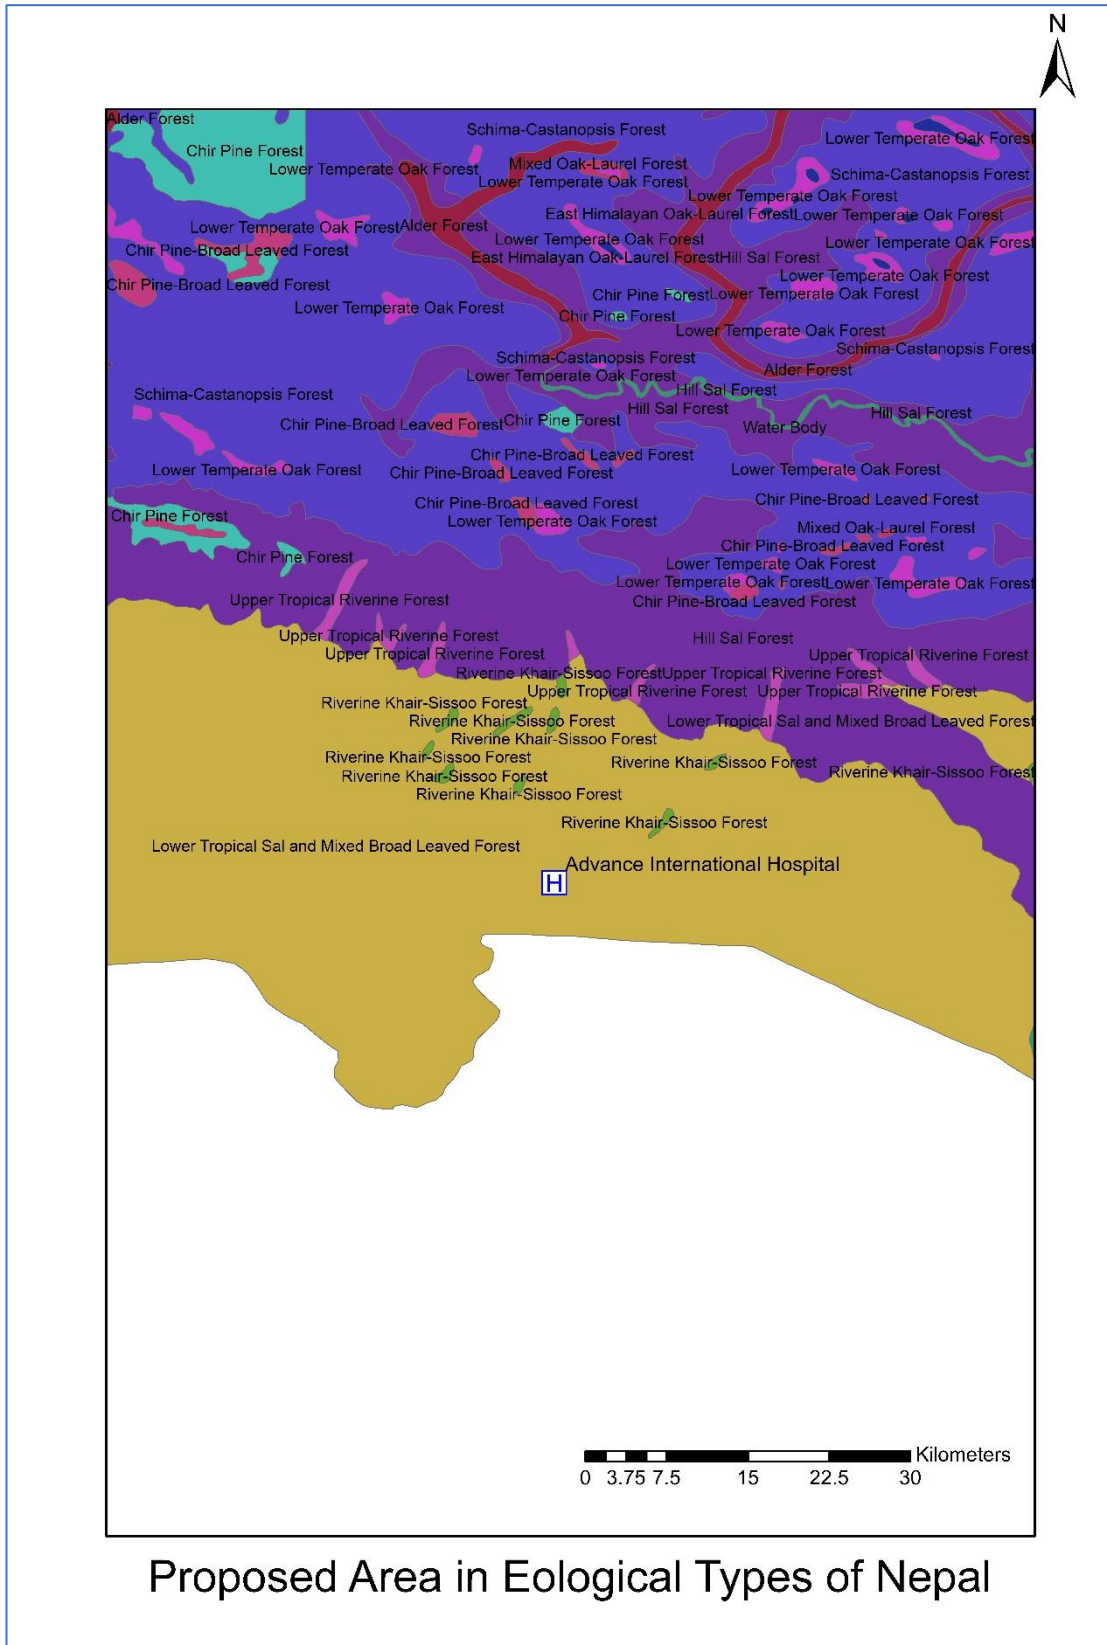 N
Alder Forest
Schima-Castanopsis Forest
Lower Temperate Oak Forest
Chir Pine Forest
Mixed Oak-Laurel Forest
Lower Temperate Oak Forest
Schima-Castanopsis Forest
Lower Temperate Oak Forest
Lower Temperate Oak Forest
East Himalayan Oak-Laurel Forest
Lower Temperate Oak Forest
Lower Temperate Oak Forest
Alder Forest
Lower Temperate Oak Forest
Lower Temperate Oak Forest
Chir Pine-Broad Leaved Forest
East Himalayan Oak-Laurel Forest
Hill Sal Forest
Lower Temperate Oak Forest
Chir Pine-Broad Leaved Forest
Chir Pine Forest
Lower Temperate Oak Forest
Lower Temperate Oak Forest
Chir Pine Forest
Lower Temperate Oak Forest
Schima-Castanopsis Forest
Schima-Castanopsis Forest
Alder Forest
Lower Temperate Oak Forest
Hill Sal Forest
Schima-Castanopsis Forest
Hill Sal Forest
Hill Sal Forest
Chir Pine-Broad Leaved Forest
Chir Pine Forest
Water Body
Chir Pine-Broad Leaved Forest
Lower Temperate Oak Forest
Chir Pine-Broad Leaved Forest
Lower Temperate Oak Forest
Chir Pine-Broad Leaved Forest
Chir Pine-Broad Leaved Forest
Chir Pine Forest
Lower Temperate Oak Forest
Mixed Oak-Laurel Forest
Chir Pine-Broad Leaved Forest
Chir Pine Forest
Lower Temperate Oak Forest
Lower Temperate Oak Forest
Lower Temperate Oak Forest
Upper Tropical Riverine Forest
Chir Pine-Broad Leaved Forest
Upper Tropical Riverine Forest
Hill Sal Forest
Upper Tropical Riverine Forest
Upper Tropical Riverine Forest
Riverine Khair-Sissoo Forest
Upper Tropical Riverine Forest
Upper Tropical Riverine Forest
Upper Tropical Riverine Forest
Riverine Khair-Sissoo Forest
Riverine Khair-Sissoo Forest
Lower Tropical Sal and Mixed Broad Leaved Forest
Riverine Khair-Sissoo Forest
Riverine Khair-Sissoo Forest
Riverine Khair-Sissoo Forest
Riverine Khair-Sissoo Forest
Riverine Khair-Sissoo Forest
Riverine Khair-Sissoo Forest
Riverine Khair-Sissoo Forest
Lower Tropical Sal and Mixed Broad Leaved Forest
Advance International Hospital
H
Kilometers
0 3.75 7.5 15 22.5 30
Proposed Area in Eological Types of Nepal